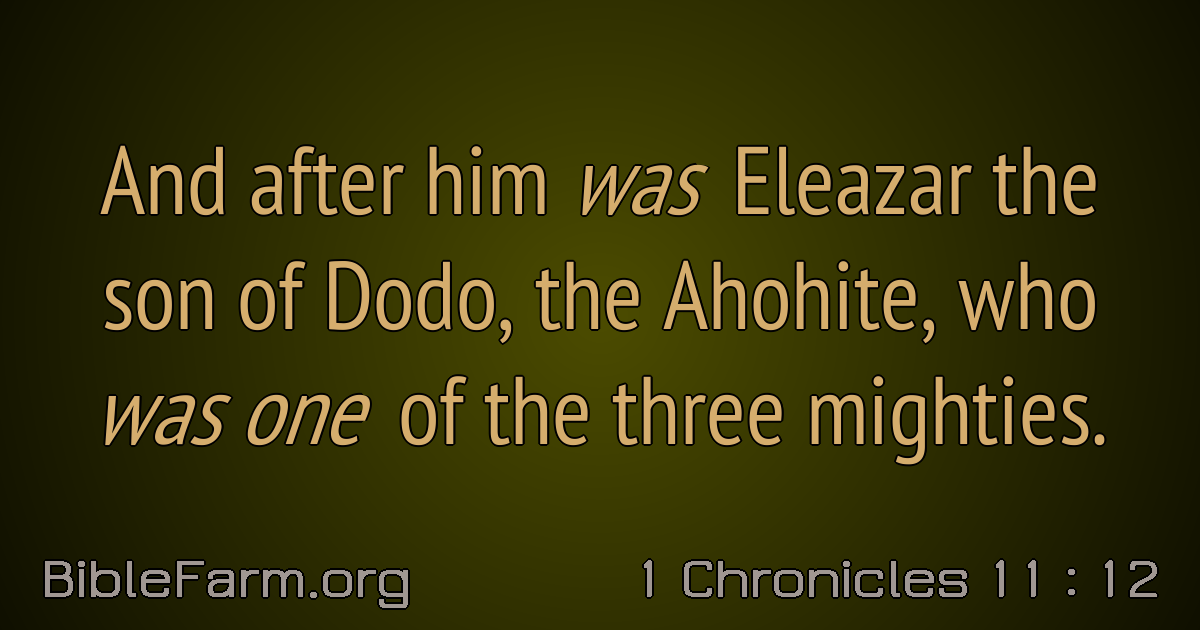 And after him was Eleazar the
son of Dodo, the Ahohite, who
was one of the three mighties.
BibleFarm.org
1 Chronicles 11 : 12